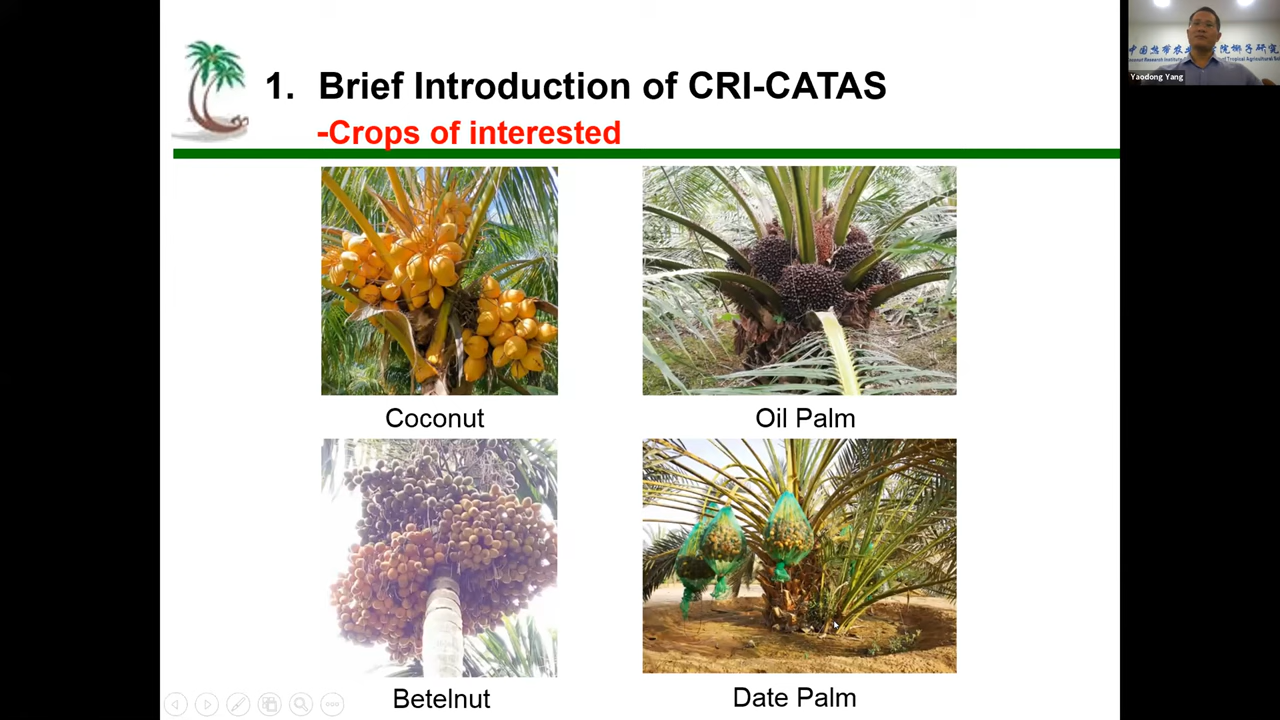 1. Brief Introduction of CRI-CATAS
-Crops of interested
Coconut
Oil Palm
Betelnut
Date Palm
Yaodong Yang